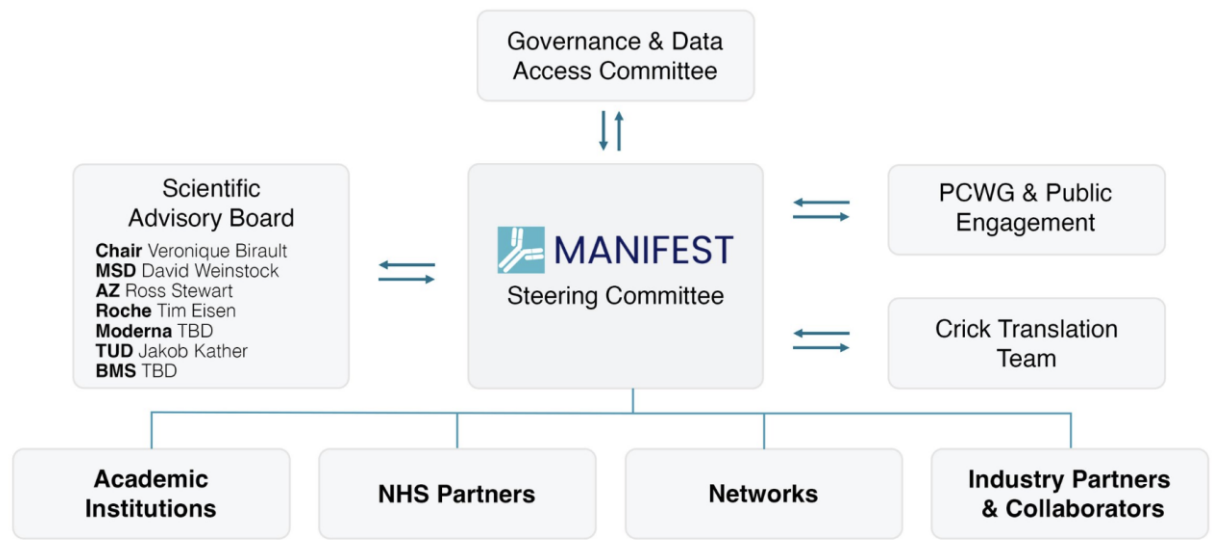 Governance & Data
Access Committee
Scientific
Advisory Board
Chair Veronique Birault
MSD David Weinstock
AZ Ross Stewart
Roche Tim Eisen
Moderna TBD
TUD Jakob Kather
BMS TBD
MANIFEST
Steering Committee
PCWG & Public
Engagement
Crick Translation
Team
Academic
Institutions
NHS Partners
Networks
Industry Partners
& Collaborators